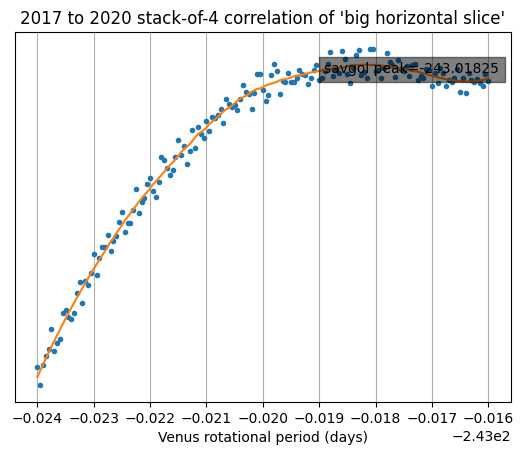 2017 to 2020 stack-of-4 correlation of 'big horizontal slice'
savgol peak=-243.01825
−0.024 −0.023 −0.022 −0.021 −0.020 −0.019 −0.018 −0.017 −0.016
Venus rotational period (days)
−2.43e2